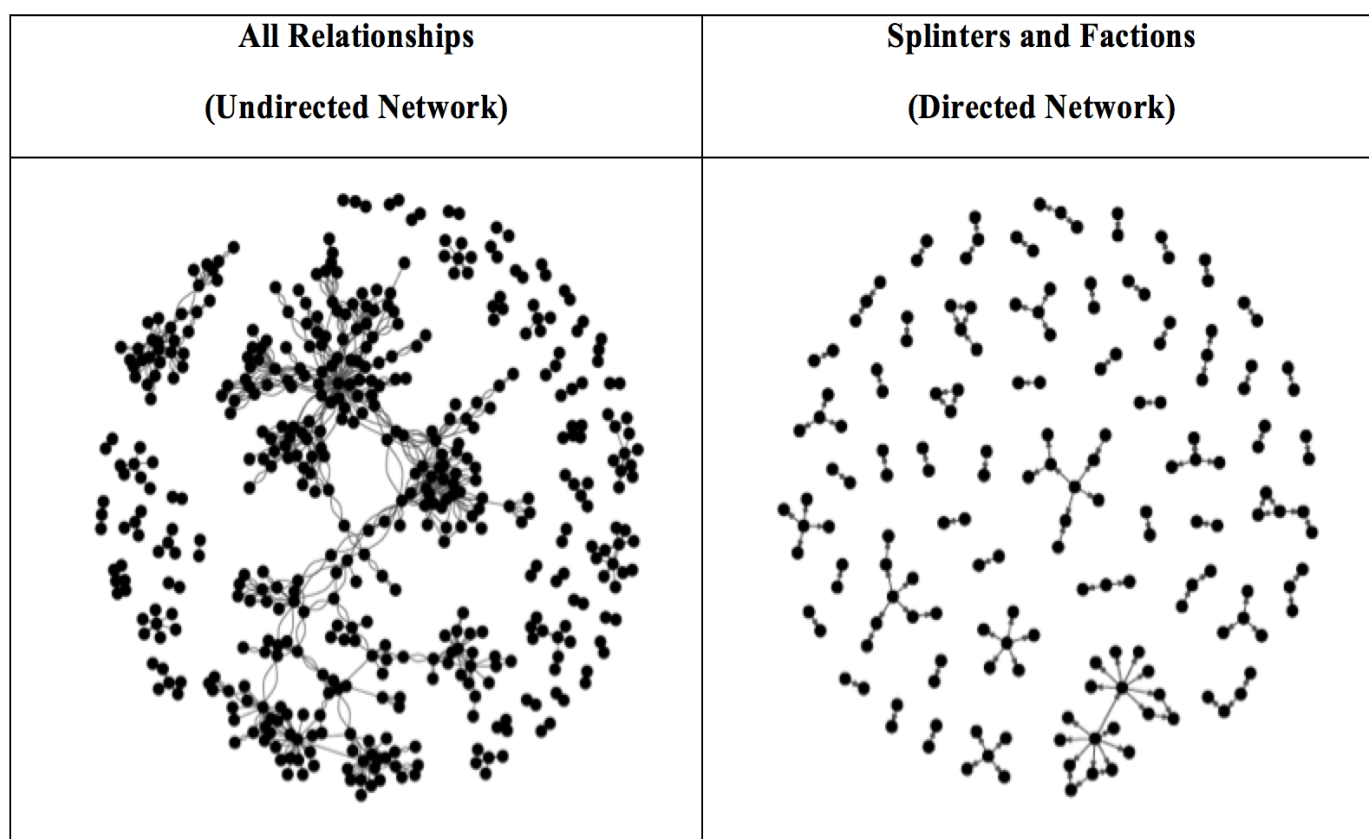 All Relationships
(Undirected Network)
Splinters and Factions
(Directed Network)